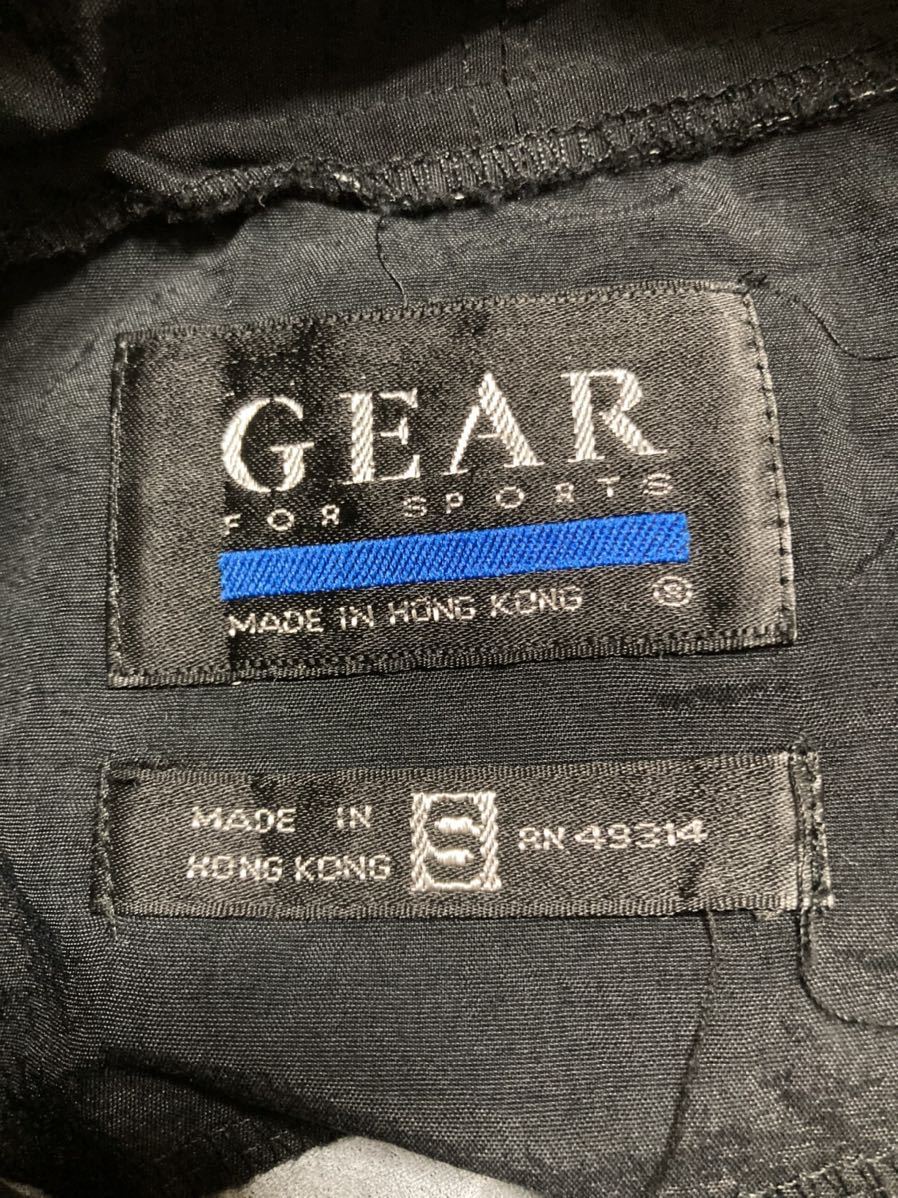 GEAR
FOR SPORTS
MADE IN HONG KONG ®
MADE IN
HONG KONG
S
RN 49314